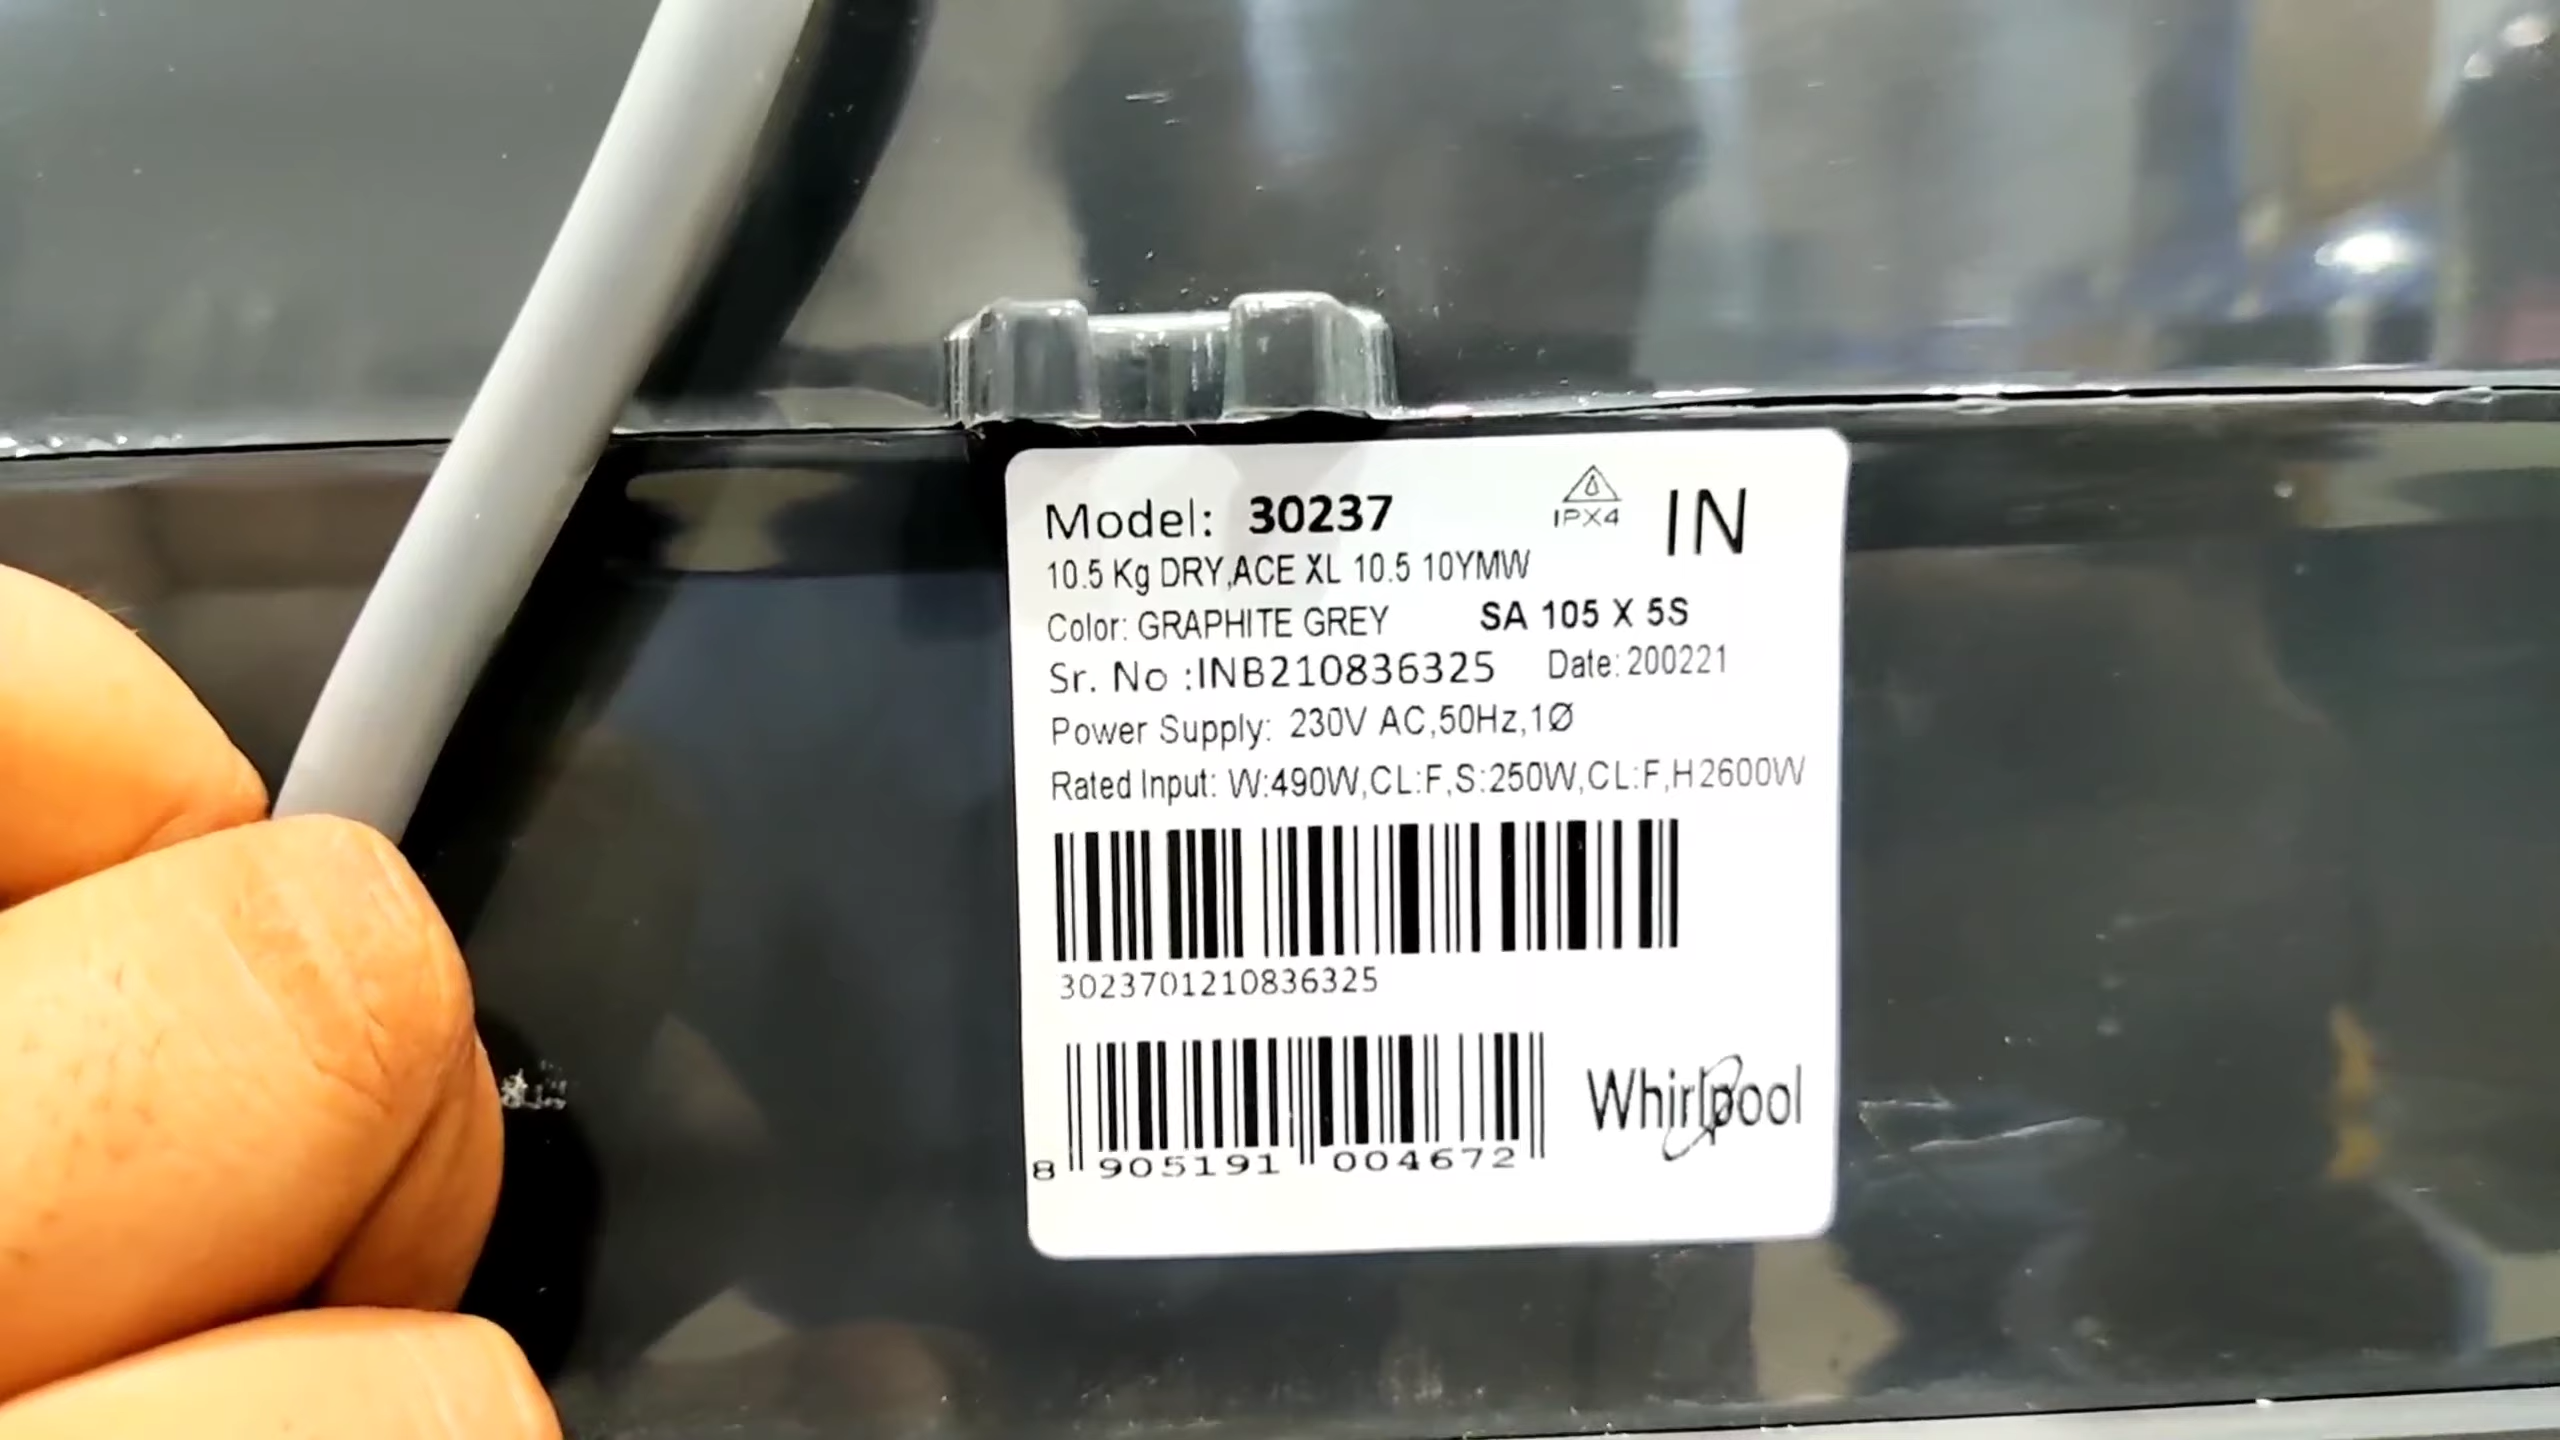 Model: 30237
IPX4
IN
10.5 Kg DRY,ACE XL 10.5 10YMW
Color: GRAPHITE GREY SA 105 X 5S
Sr. No :INB210836325 Date:200221
Power Supply: 230V AC,50Hz,1Ø
Rated Input: W:490W,CL:F,S:250W,CL:F,H2600W
3023701210836325
8 905191 004672
Whirlpool